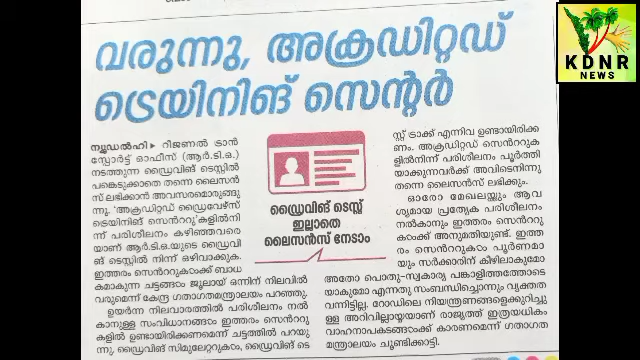 വരുന്നു, അക്രഡിറ്റഡ്
ട്രെയിനിങ് സെന്റർ
ന്യൂഡൽഹി ▸ റീജണൽ ട്രാൻ
സ്പോർട്ട് ഓഫീസ് (ആർ.ടി.ഒ.)
നടത്തുന്ന ഡ്രൈവിങ് ടെസ്റ്റിൽ
പങ്കെടുക്കാതെ തന്നെ ലൈസൻ
സ് ലഭിക്കാൻ അവസരമൊരുങ്ങു
ന്നു. ‘അക്രഡിറ്റഡ് ഡ്രൈവേഴ്സ്
ട്രെയിനിങ് സെന്ററു’കളിൽനി
ന്ന് പരിശീലനം കഴിഞ്ഞവരെ
യാണ് ആർ.ടി.ഒ.യുടെ ഡ്രൈവി
ങ് ടെസ്റ്റിൽ നിന്ന് ഒഴിവാക്കുക.
ഇത്തരം സെന്ററുകൾക്കു ബാധ
കമാകുന്ന ചട്ടങ്ങൾ ജൂലായ് ഒന്നിന് നിലവിൽ
വരുമെന്ന് കേന്ദ്ര ഗതാഗതമന്ത്രാലയം പറഞ്ഞു.
ഉയർന്ന നിലവാരത്തിൽ പരിശീലനം നൽ
കാനുള്ള സംവിധാനങ്ങൾ ഇത്തരം സെന്ററു
കളിൽ ഉണ്ടായിരിക്കണമെന്ന് ചട്ടത്തിൽ പറയു
ന്നു. ഡ്രൈവിങ് സിമുലേറ്ററുകൾ, ഡ്രൈവിങ് ടെ
ഡ്രൈവിങ് ടെസ്റ്റ്
ഇല്ലാതെ
ലൈസൻസ് നേടാം
സ്റ്റ് ട്രാക്ക് എന്നിവ ഉണ്ടായിരിക്ക
ണം. അക്രഡിറ്റഡ് സെന്ററുക
ളിൽനിന്ന് പരിശീലനം പൂർത്തി
യാക്കുന്നവർക്ക് അവിടെനിന്നു
തന്നെ ലൈസൻസ് ലഭിക്കും.
ഓരോ മേഖലയ്ക്കും ആവ
ശ്യമായ പ്രത്യേക പരിശീലനം
നൽകാനും ഇത്തരം സെന്ററു
കൾക്ക് അനുമതിയുണ്ട്. ഇത്ത
രം സെന്ററുകൾ പൂർണമാ
യും സർക്കാരിന് കീഴിലാകുമോ
അതോ പൊതു-സ്വകാര്യ പങ്കാളിത്തത്തോടെ
യാകുമോ എന്നതു സംബന്ധിച്ചൊന്നും വ്യക്തത
വന്നിട്ടില്ല. റോഡിലെ നിയന്ത്രണങ്ങളെക്കുറിച്ചു
ള്ള അറിവില്ലായ്മയാണ് രാജ്യത്ത് ഇത്രയധികം
വാഹനാപകടങ്ങൾക്ക് കാരണമെന്ന് ഗതാഗത
മന്ത്രാലയം ചൂണ്ടിക്കാട്ടി.
KDNR
NEWS